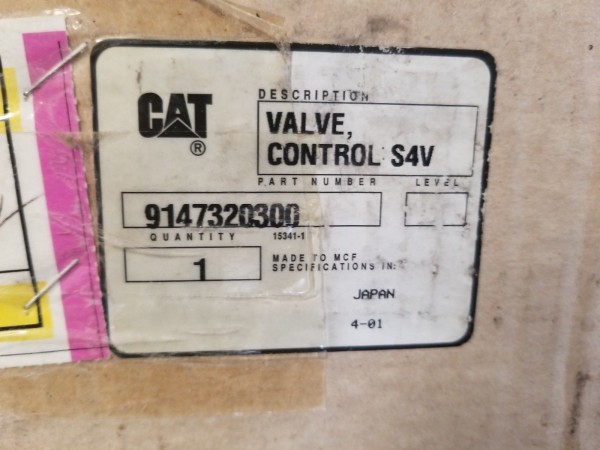 CAT
®
DESCRIPTION
VALVE,
CONTROL S4V
PART NUMBER LEVEL
9147320300
QUANTITY 15341-1
1
MADE TO MCF
SPECIFICATIONS IN:
JAPAN
4-01